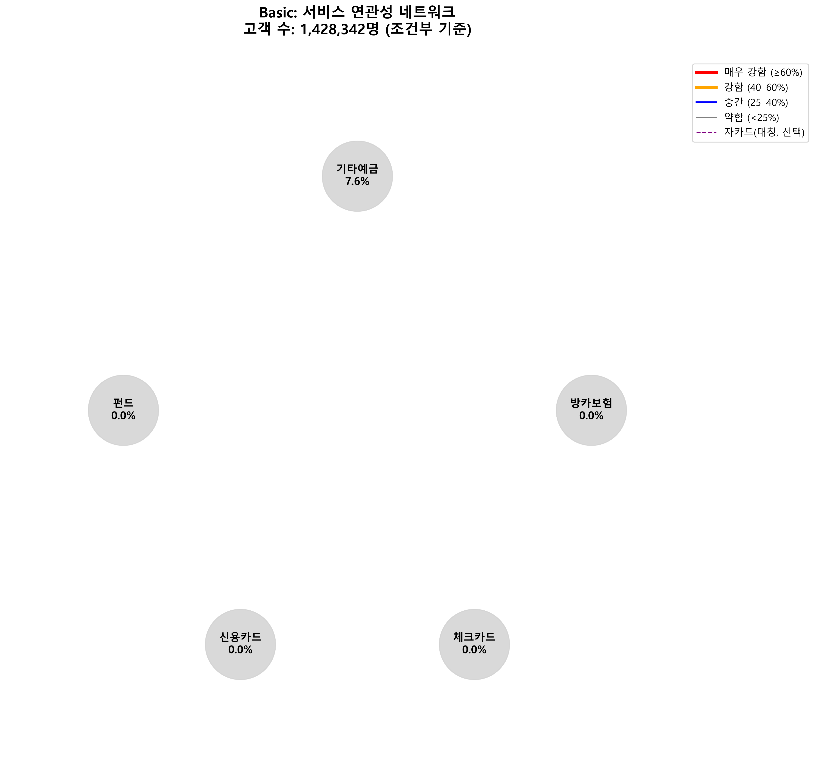 Basic: 서비스 연관성 네트워크
고객 수: 1,428,342명 (조건부 기준)
매우 강함 (≥60%)
강함 (40–60%)
중간 (25–40%)
약함 (<25%)
자카드(대칭, 선택)
기타예금
7.6%
펀드
0.0%
방카보험
0.0%
신용카드
0.0%
체크카드
0.0%